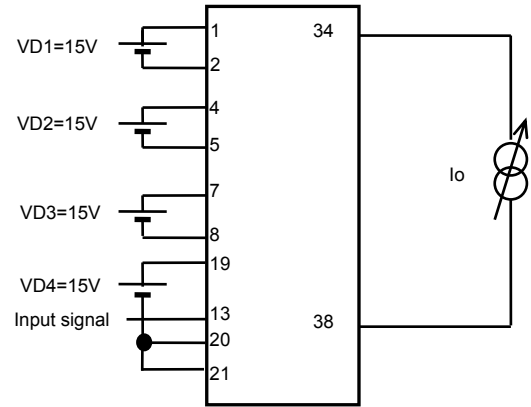 1
34
VD1=15V
2
4
VD2=15V
5
7
VD3=15V
8
Io
19
VD4=15V
Input signal
13
38
20
21